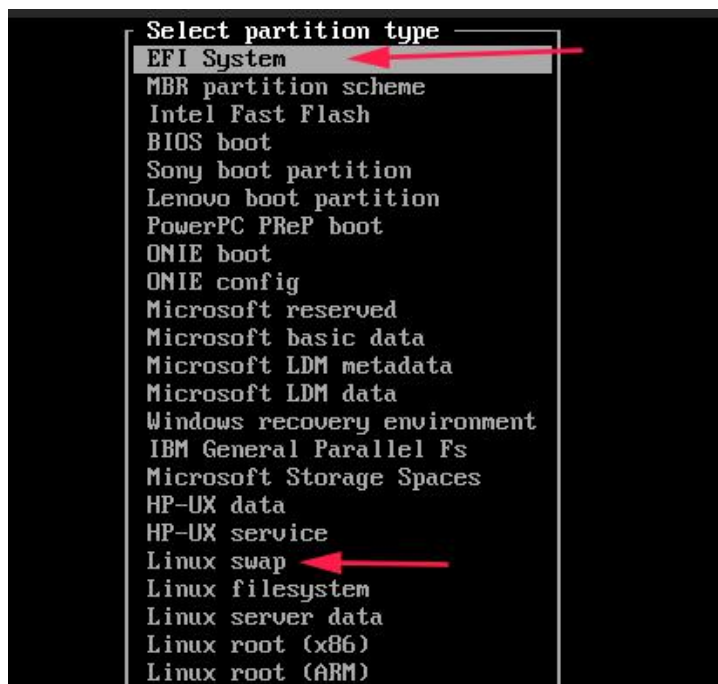 Select partition type
EFI System
MBR partition scheme
Intel Fast Flash
BIOS boot
Sony boot partition
Lenovo boot partition
PowerPC PReP boot
ONIE boot
ONIE config
Microsoft reserved
Microsoft basic data
Microsoft LDM metadata
Microsoft LDM data
Windows recovery environment
IBM General Parallel Fs
Microsoft Storage Spaces
HP-UX data
HP-UX service
Linux swap
Linux filesystem
Linux server data
Linux root (x86)
Linux root (ARM)